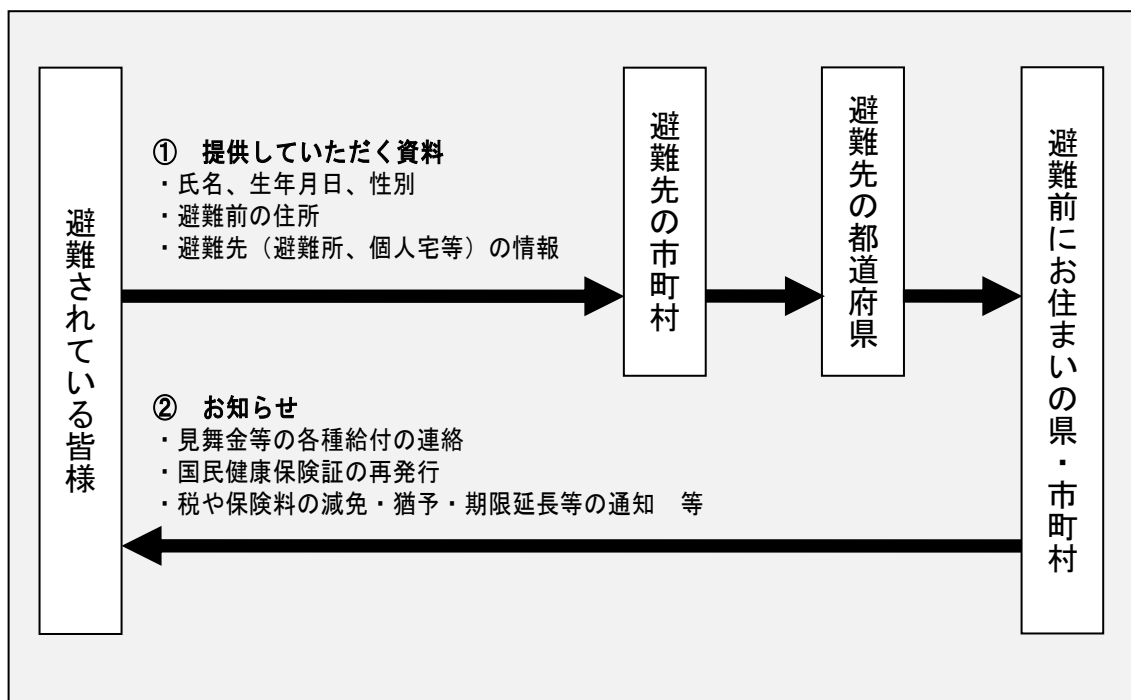 避難されている皆様
① 提供していただく資料
・氏名、生年月日、性別
・避難前の住所
・避難先（避難所、個人宅等）の情報
避難先の市町村
避難先の都道府県
避難前にお住まいの県・市町村
② お知らせ
・見舞金等の各種給付の連絡
・国民健康保険証の再発行
・税や保険料の減免・猶予・期限延長等の通知　等